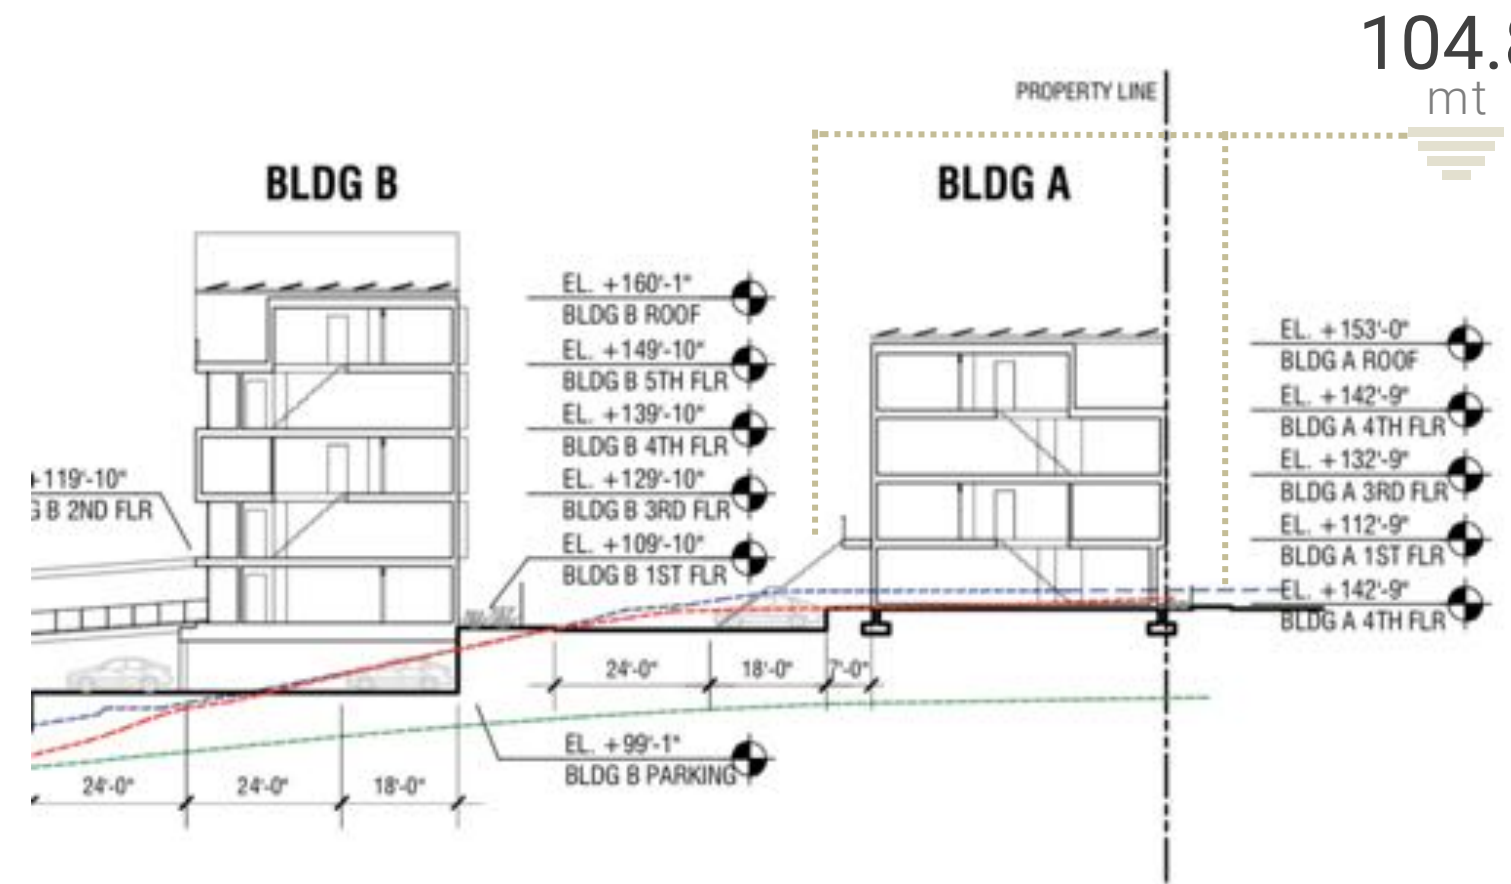 104.8
mt
PROPERTY LINE
BLDG B
BLDG A
EL. +160'-1"
BLDG B ROOF
EL. +149'-10"
BLDG B 5TH FLR
EL. +139'-10"
BLDG B 4TH FLR
EL. +129'-10"
BLDG B 3RD FLR
EL. +109'-10"
BLDG B 1ST FLR
EL. +153'-0"
BLDG A ROOF
EL. +142'-9"
BLDG A 4TH FLR
EL. +132'-9"
BLDG A 3RD FLR
EL. +112'-9"
BLDG A 1ST FLR
EL. +142'-9"
BLDG A 4TH FLR
+119'-10"
G B 2ND FLR
24'-0" 18'-0" 7'-0"
EL. +99'-1"
BLDG B PARKING
24'-0" 24'-0" 18'-0"